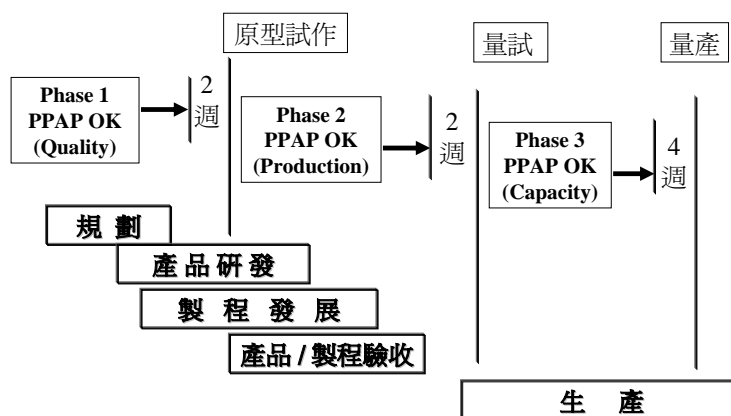 原型試作
量試
量產
Phase 1
PPAP OK
(Quality)
2
週
Phase 2
PPAP OK
(Production)
2
週
Phase 3
PPAP OK
(Capacity)
4
週
規 劃
產 品 研 發
製 程 發 展
產品 / 製程驗收
生 產